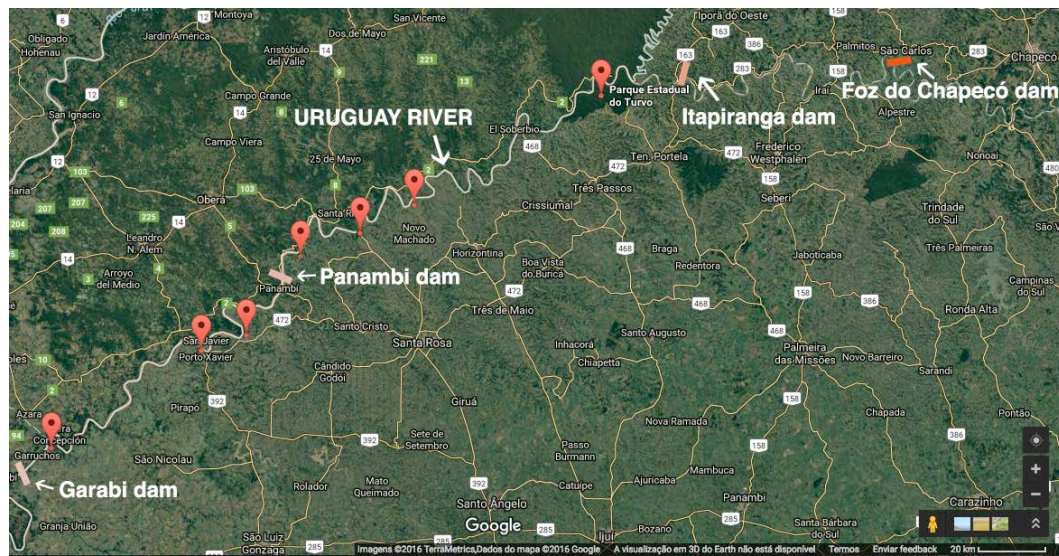 Montoya
San Vicente
Iporã do Oeste
Obligado
Hohenau
Jardín América
Dos de Mayo
Aristóbulo
del Valle
Palmitos
São Carlos
Chapecó
Campo Grande
Parque Estadual
do Turvo
Foz do Chapecó dam
Itapiranga dam
Iraí
Alpestre
San Ignacio
URUGUAY RIVER
El Soberbio
Campo Viera
25 de Mayo
Ten. Portela
Frederico
Westphalen
Nonoai
Oberá
Três Passos
Seberi
Santa
Crissiumal
Trindade
do Sul
Leandro
N. Alem
Novo
Machado
Horizontina
Braga
Três Palmeiras
Arroyo
del Medio
Boa Vista
do Buricá
Redentora
Jaboticaba
Campinas
do Sul
Panambi dam
Panambí
Três de Maio
Ronda Alta
Santo Cristo
San Javier
Porto Xavier
Santa Rosa
Santo Augusto
Inhacorá
Palmeira
das Missões
Novo Barreiro
Chiapetta
Sarandi
Cândido
Godói
Azara
Pirapó
Giruá
Nova Ramada
Chapada
Pontão
Concepción
Garruchos
Sete de
Setembro
São Nicolau
Passo
Burmann
Mambuca
Garabi dam
Rolador
Mato
Queimado
Catuípe
Ajuricaba
Panambi
Santo Ângelo
Carazinho
Granja União
Google
São Luiz
Gonzaga
Ijuí
Bozano
Santa Bárbara
do Sul
Imagens ©2016 TerraMetrics,Dados do mapa ©2016 Google A visualização em 3D do Earth não está disponível Termos Enviar feedback 20 km